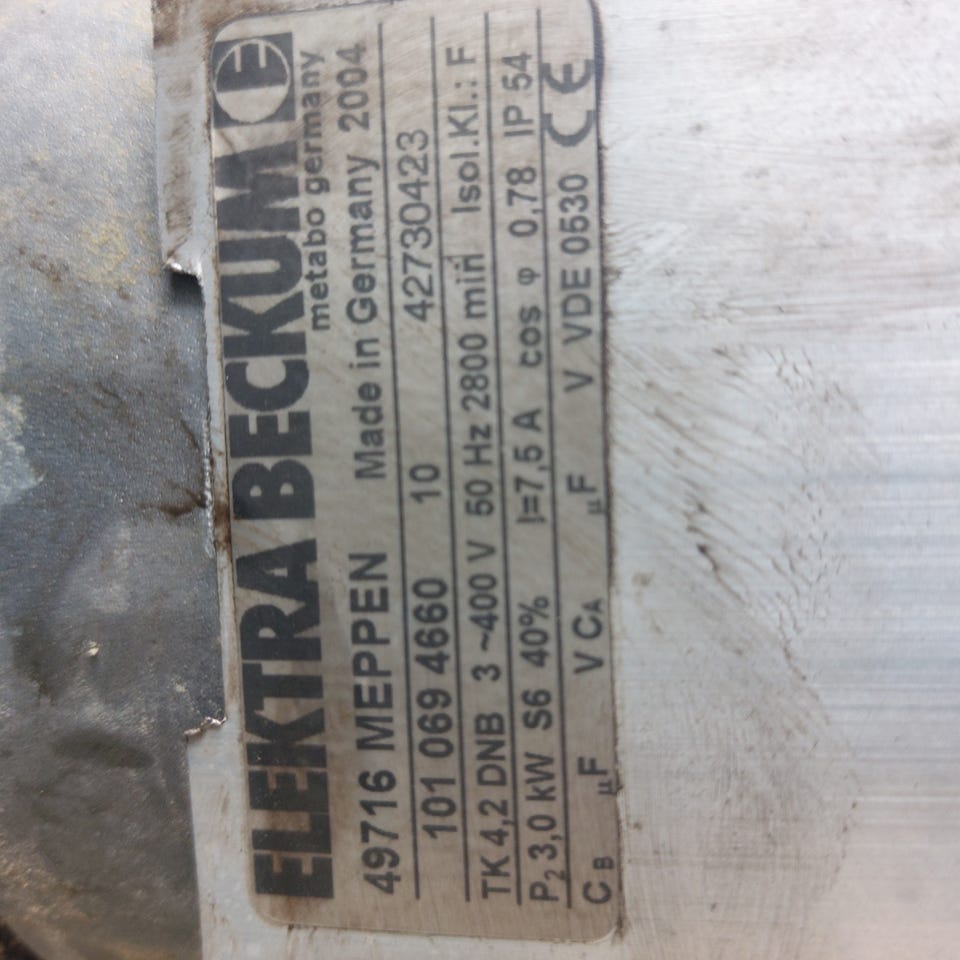 ELEKTRA BECKUM E
metabo germany
49716 MEPPEN Made in Germany 2004
101 069 4660 10 42730423
TK 4,2 DNB 3 ~400 V 50 Hz 2800 min Isol.Kl.: F
P2 3,0 kW S6 40% I=7,5 A cos φ 0,78 IP 54
CB µF V CA µF V VDE 0530 CE